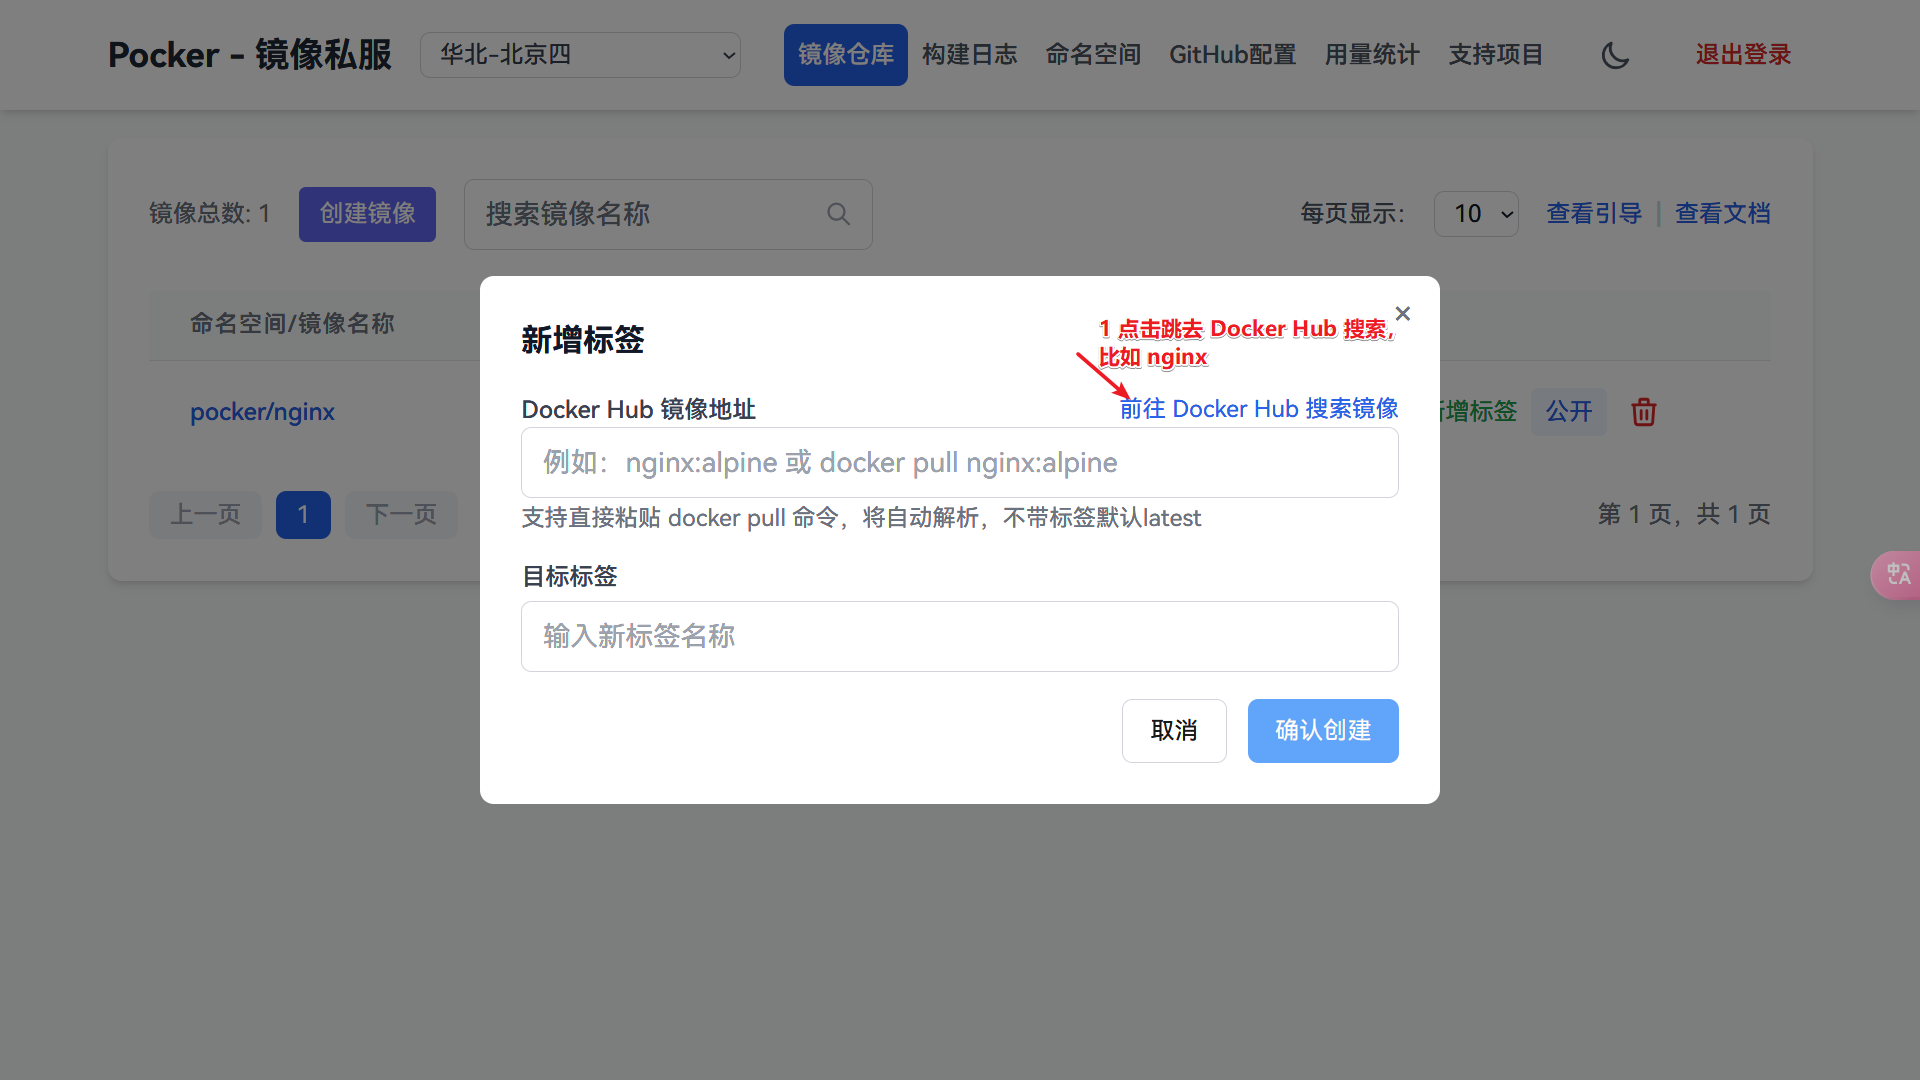 Pocker - 镜像私服
华北-北京四
镜像仓库
构建日志
命名空间
GitHub配置
用量统计
支持项目
退出登录
镜像总数: 1
创建镜像
搜索镜像名称
每页显示：
10
查看引导 | 查看文档
命名空间/镜像名称
新增标签
1 点击跳去 Docker Hub 搜索，
比如 nginx
Docker Hub 镜像地址
前往 Docker Hub 搜索镜像
pocker/nginx
增标签
公开
例如：nginx:alpine 或 docker pull nginx:alpine
支持直接粘贴 docker pull 命令，将自动解析，不带标签默认latest
上一页
1
下一页
第 1 页，共 1 页
目标标签
输入新标签名称
取消
确认创建
中A